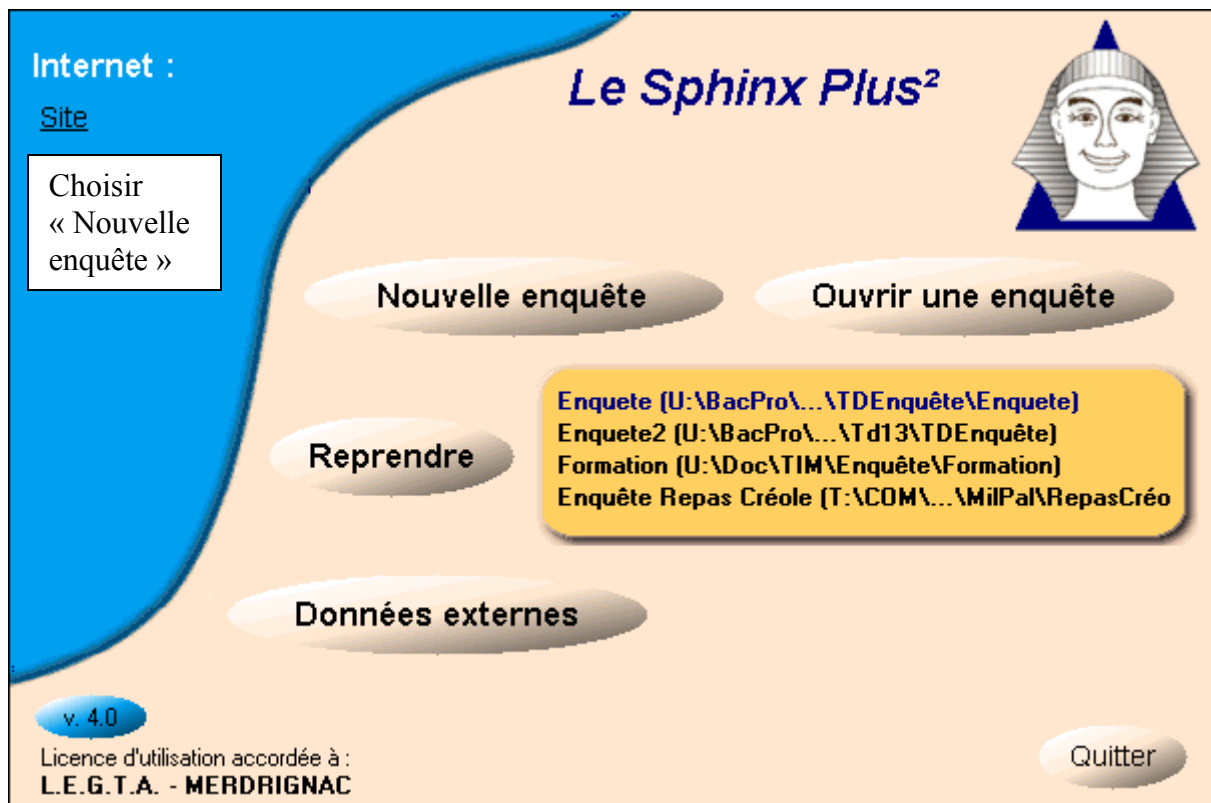 Internet :
Site
Choisir
« Nouvelle
enquête »
Le Sphinx Plus²
Nouvelle enquête
Ouvrir une enquête
Reprendre
Enquete (U:\BacPro\...\TDEnquête\Enquete)
Enquete2 (U:\BacPro\...\Td13\TDEnquête)
Formation (U:\Doc\TIM\Enquête\Formation)
Enquête Repas Créole (T:\COM\...\MilPal\RepasCréo
Données externes
v. 4.0
Licence d'utilisation accordée à :
L.E.G.T.A. - MERDRIGNAC
Quitter